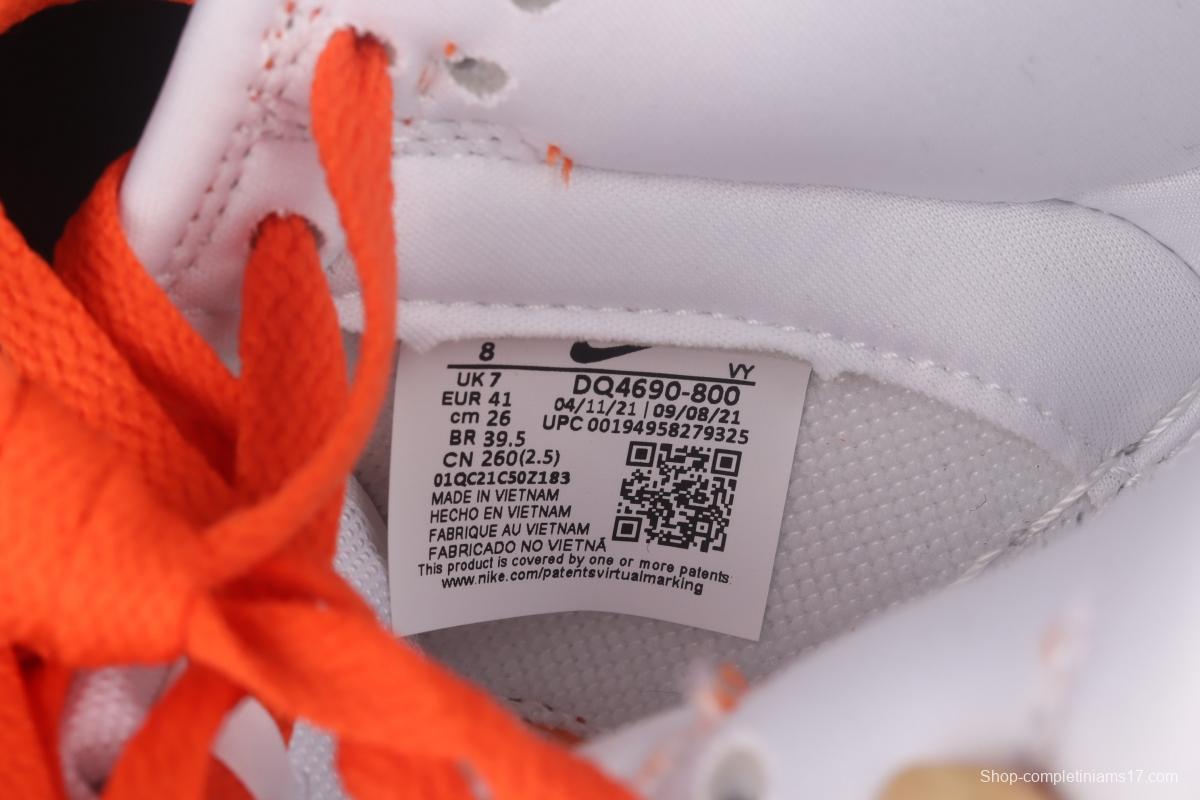 8
VY
UK 7
EUR 41
cm 26
BR 39.5
CN 260(2.5)
01QC21C50Z183
DQ4690-800
04/11/21 | 09/08/21
UPC 00194958279325
MADE IN VIETNAM
HECHO EN VIETNAM
FABRIQUE AU VIETNAM
FABRICADO NO VIETNÃ
This product is covered by one or more patents:
www.nike.com/patentsvirtualmarking
Shop-completiniams17.com